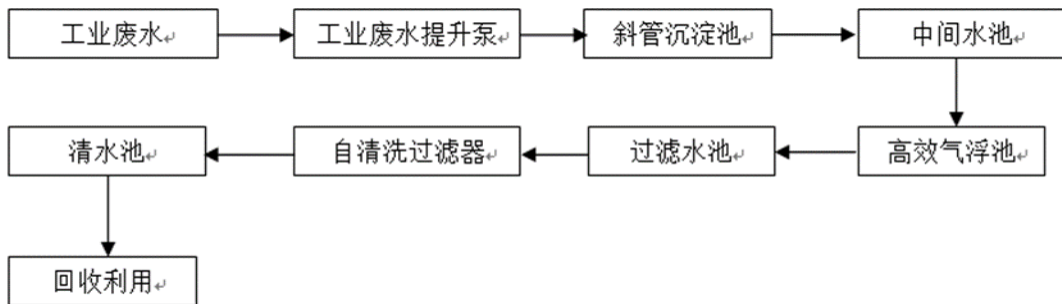 工业废水
工业废水提升泵
斜管沉淀池
中间水池
高效气浮池
过滤水池
自清洗过滤器
清水池
回收利用